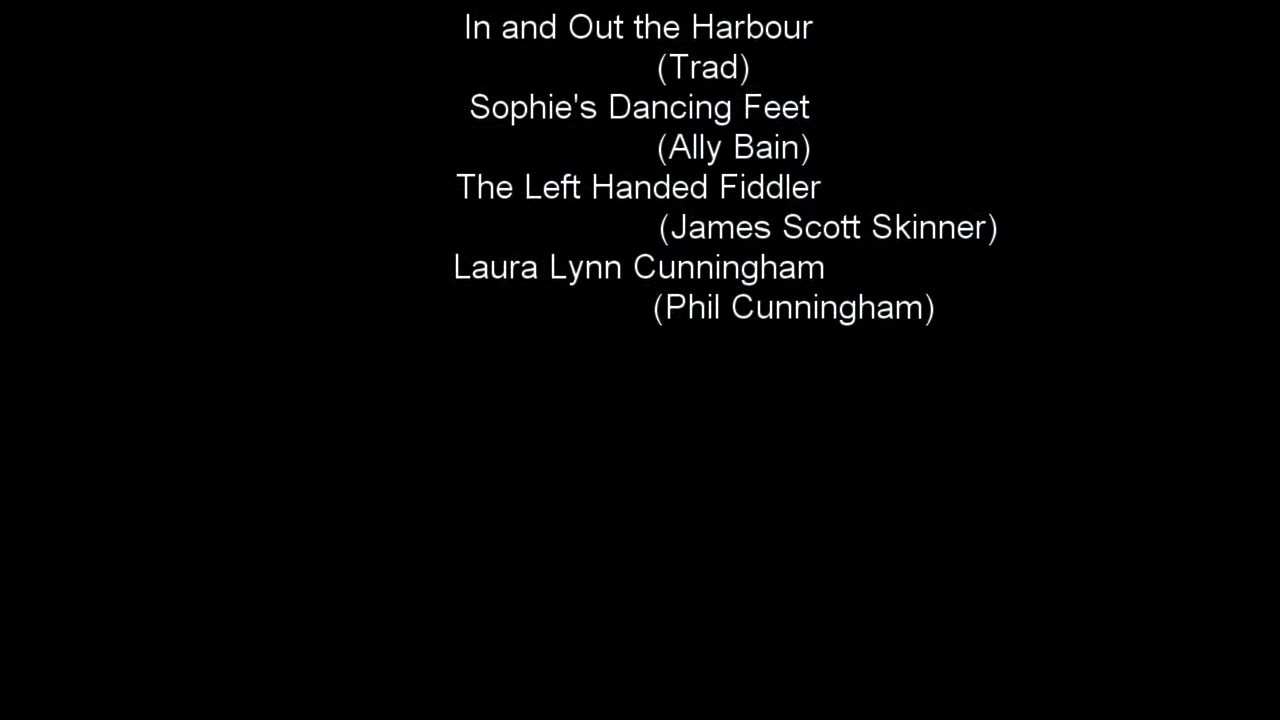 In and Out the Harbour
(Trad)
Sophie's Dancing Feet
(Ally Bain)
The Left Handed Fiddler
(James Scott Skinner)
Laura Lynn Cunningham
(Phil Cunningham)